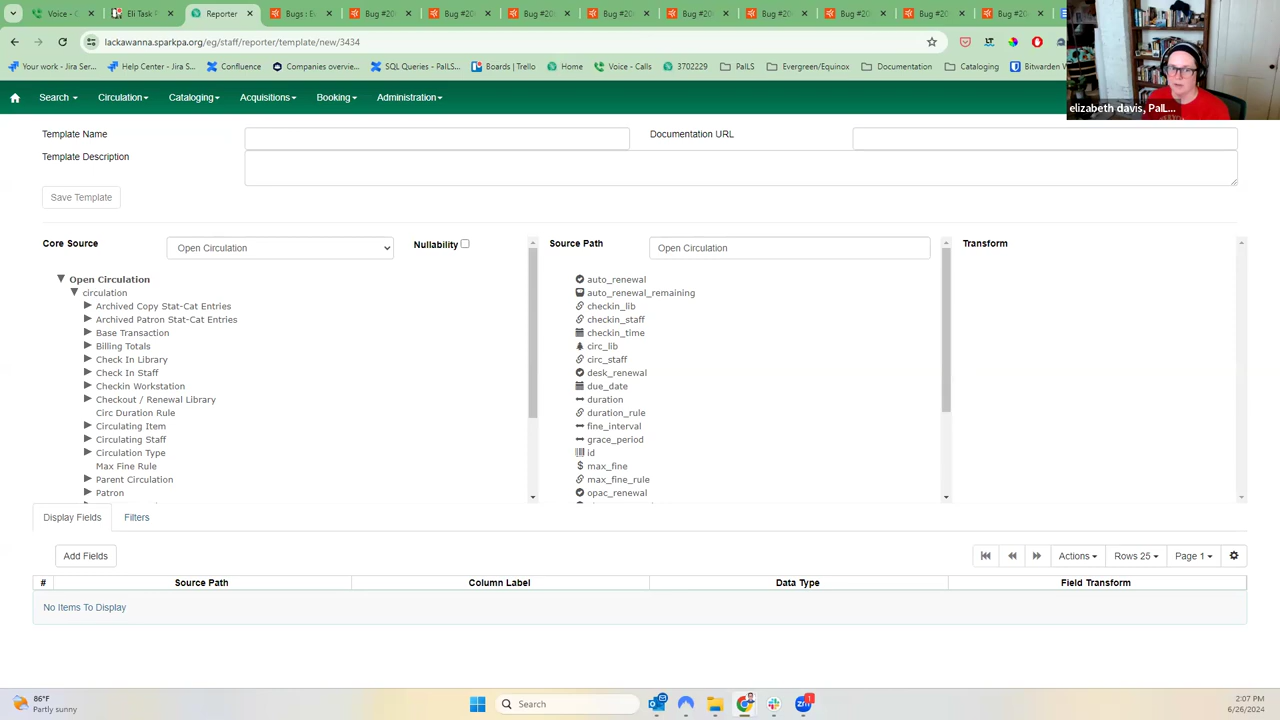 Voice - C
Eli Task
Reporter
Bugs : E
Bug #20
Bug #20
Bug #20
Bug #20
Bug #20
Bug #20
Bug #20
Bug #20
Bug #20
lackawanna.sparkpa.org/eg/staff/reporter/template/new/3434
Your work - Jira Ser...
Help Center - Jira S...
Confluence
Companies overvie...
SQL Queries - PaILS...
Boards | Trello
Home
Voice - Calls
3702229
PaILS
Evergreen/Equinox
Documentation
Cataloging
Bitwarden
elizabeth davis, PaIL...
Search
Circulation
Cataloging
Acquisitions
Booking
Administration
Template Name
Documentation URL
Template Description
Save Template
Core Source
Open Circulation
Nullability
Source Path
Open Circulation
Transform
Open Circulation
circulation
Archived Copy Stat-Cat Entries
Archived Patron Stat-Cat Entries
Base Transaction
Billing Totals
Check In Library
Check In Staff
Checkin Workstation
Checkout / Renewal Library
Circ Duration Rule
Circulating Item
Circulating Staff
Circulation Type
Max Fine Rule
Parent Circulation
Patron
auto_renewal
auto_renewal_remaining
checkin_lib
checkin_staff
checkin_time
circ_lib
circ_staff
desk_renewal
due_date
duration
duration_rule
fine_interval
grace_period
id
max_fine
max_fine_rule
opac_renewal
Display Fields
Filters
Add Fields
Actions
Rows 25
Page 1
# Source Path Column Label Data Type Field Transform
No Items To Display
86°F
Partly sunny
Search
2:07 PM
6/26/2024